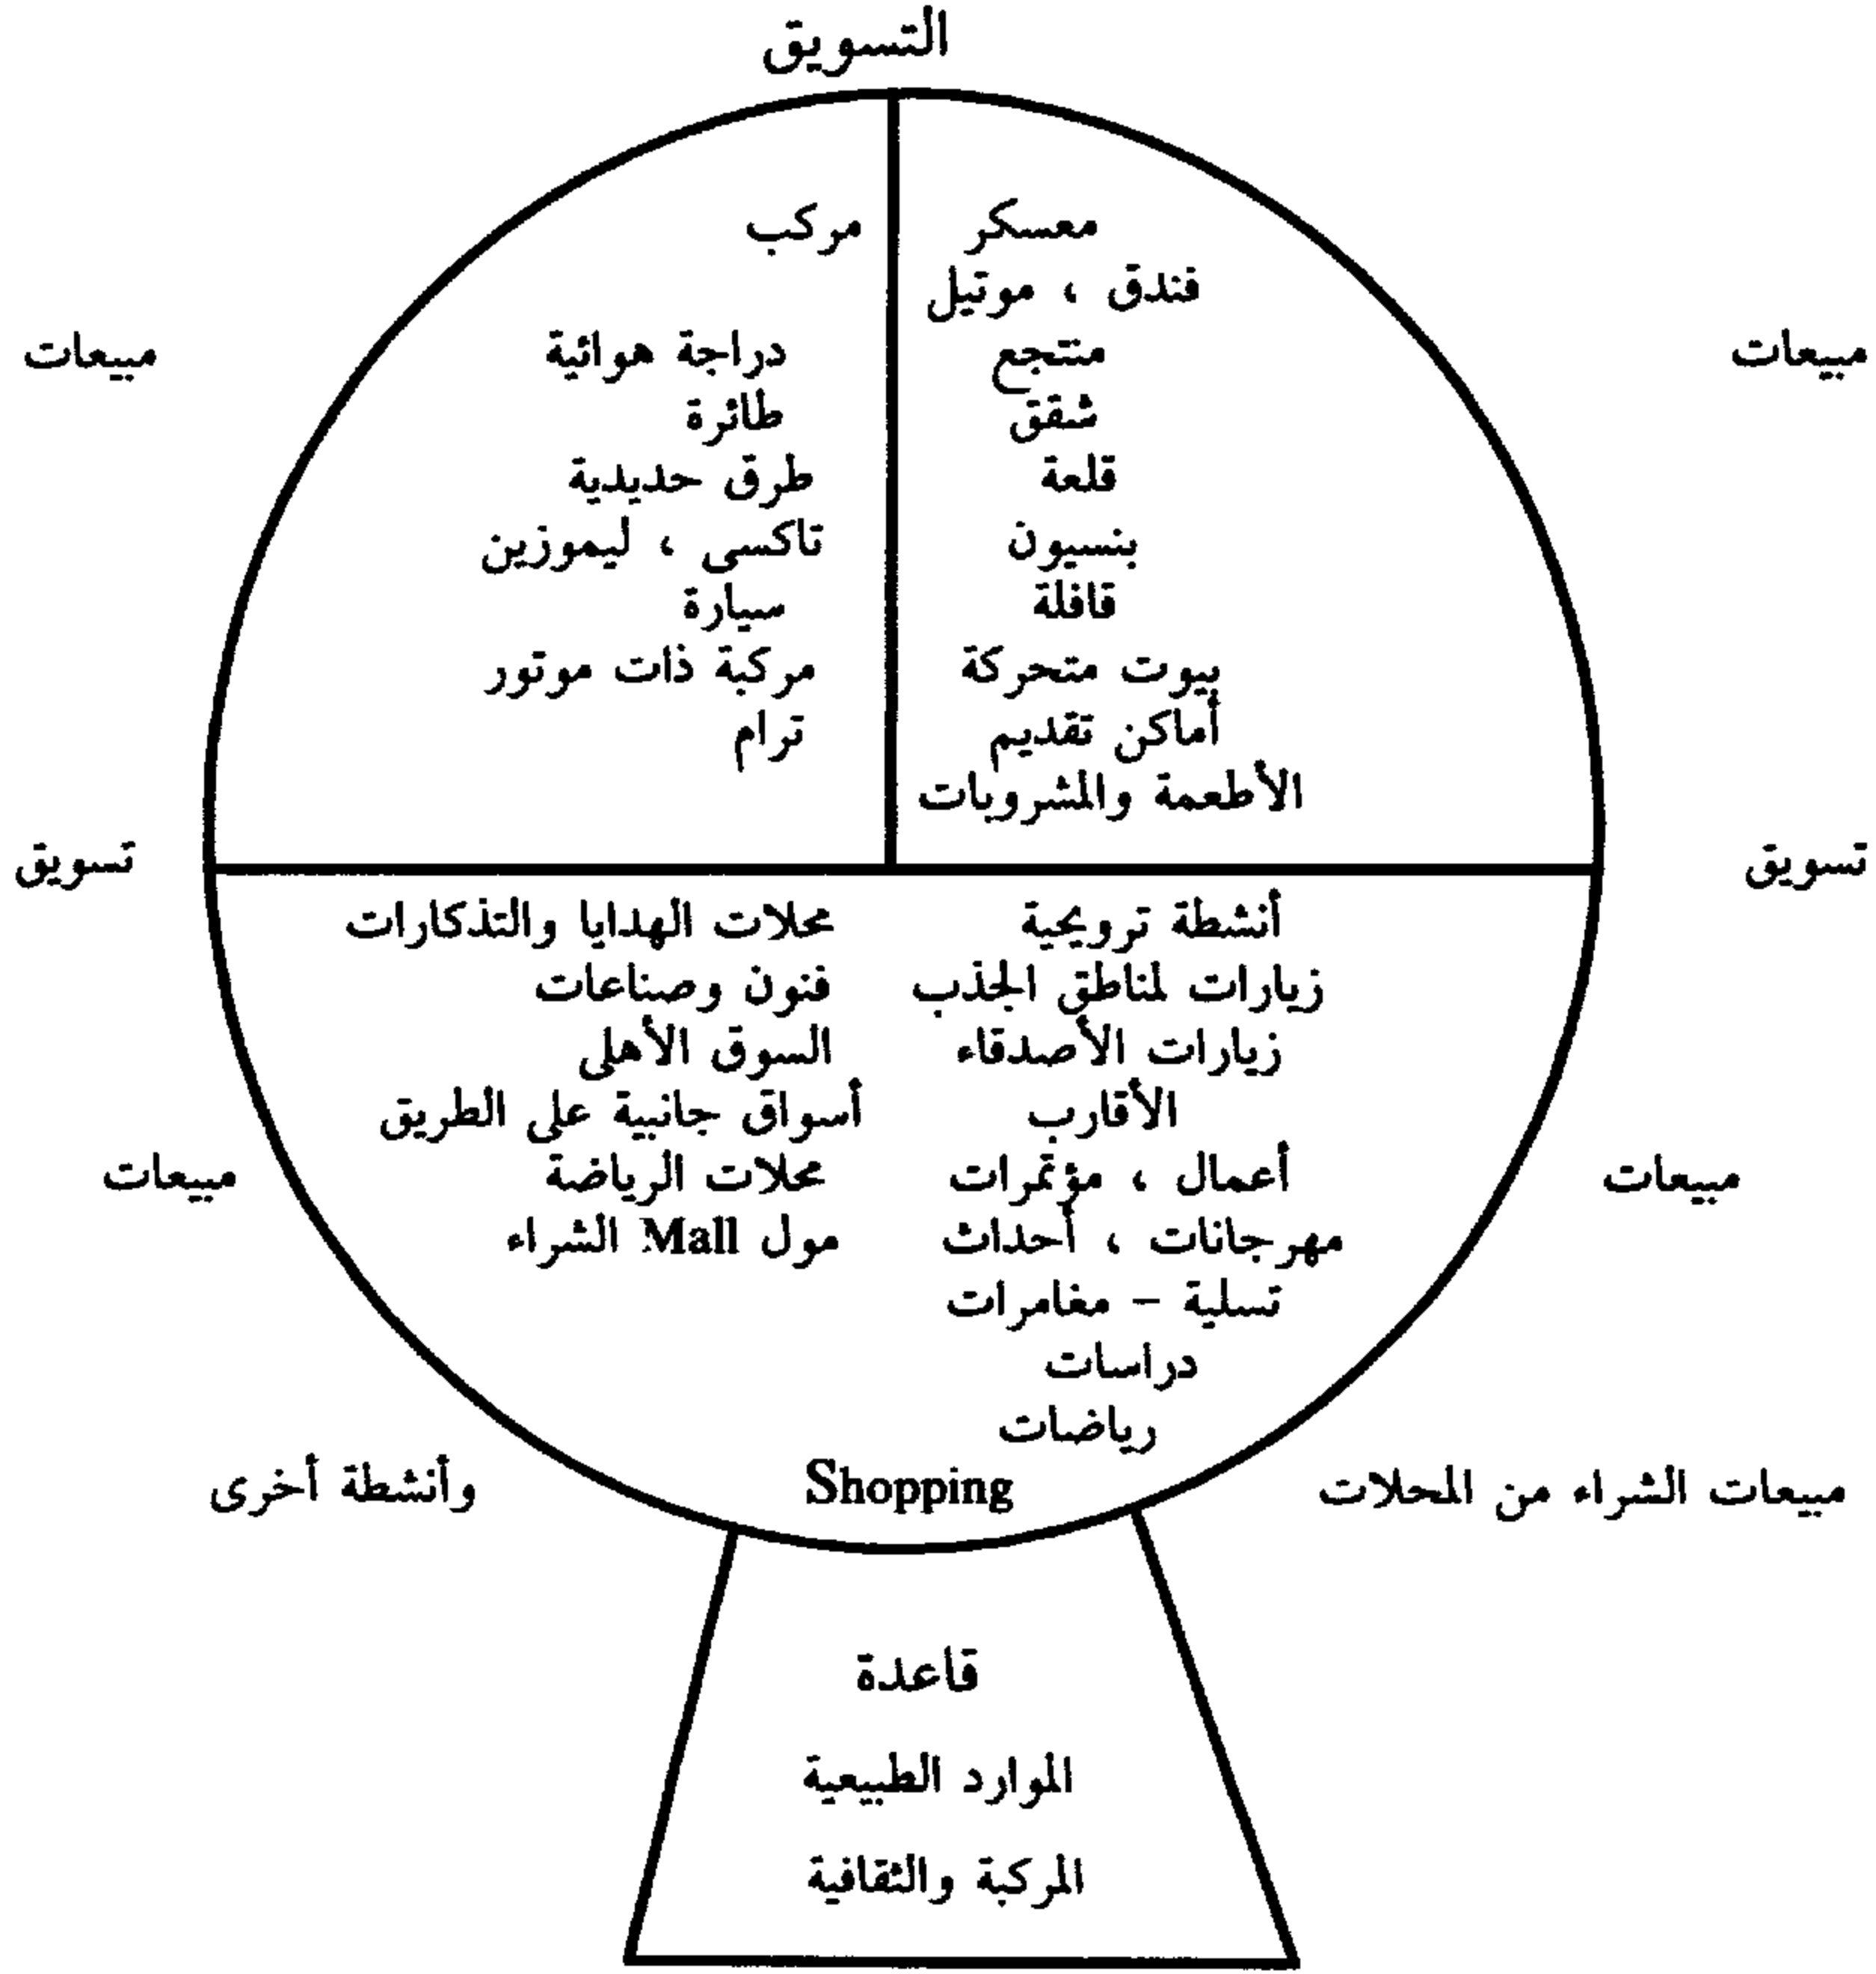 التسويق
معسكر
فندق ، موتيل
منتجع
شقق
قلعة
بنسيون
قافلة
بيوت متحركة
أماكن تقديم
الأطعمة والمشروبات
مركب
دراجة هوائية
طائرة
طرق حديدية
تاكسى ، ليموزين
سيارة
مركبة ذات موتور
ترام
مبيعات
مبيعات
تسويق
تسويق
أنشطة ترويحية
زيارات لمناطق الجذب
زيارات الأصدقاء
الأقارب
أعمال ، مؤتمرات
مهرجانات ، أحداث
تسلية – مغامرات
دراسات
رياضات
محلات الهدايا والتذكارات
فنون وصناعات
السوق الأهلى
أسواق جانبية على الطريق
محلات الرياضة
مول Mall الشراء
مبيعات
مبيعات
Shopping
مبيعات الشراء من المحلات
وأنشطة أخرى
قاعدة
الموارد الطبيعية
المركبة والثقافية